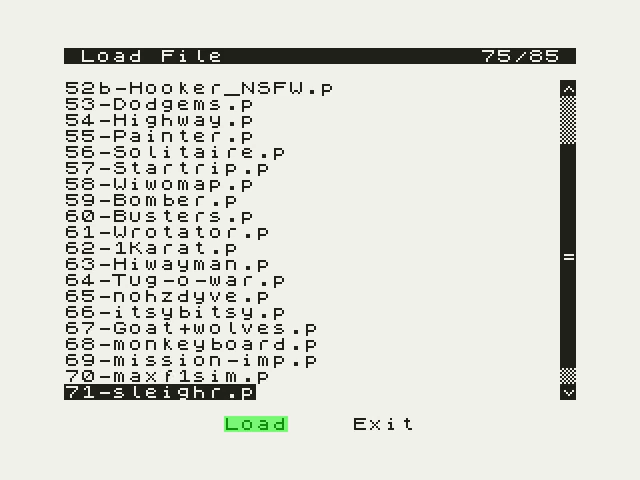 Load File 75/85
52b-Hooker_NSFW.p
53-Dodgems.p
54-Highway.p
55-Painter.p
56-Solitaire.p
57-Startrip.p
58-Wiwomap.p
59-Bomber.p
60-Busters.p
61-Wrotator.p
62-1Karat.p
63-Hiwayman.p
64-Tug-o-war.p
65-nohzdyve.p
66-itsybitsy.p
67-Goat+wolves.p
68-monkeyboard.p
69-mission-imp.p
70-maxf1sim.p
71-sleighr.p
Load Exit